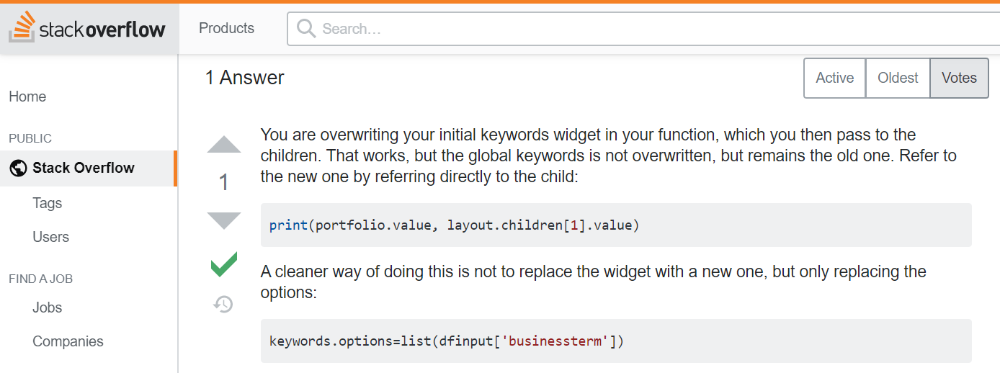 stackoverflow
Products
Search...
Home
PUBLIC
Stack Overflow
Tags
Users
FIND A JOB
Jobs
Companies
1 Answer
Active
Oldest
Votes
1
You are overwriting your initial keywords widget in your function, which you then pass to the
children. That works, but the global keywords is not overwritten, but remains the old one. Refer to
the new one by referring directly to the child:
print(portfolio.value, layout.children[1].value)
A cleaner way of doing this is not to replace the widget with a new one, but only replacing the
options:
keywords.options=list(dfinput['businessterm'])